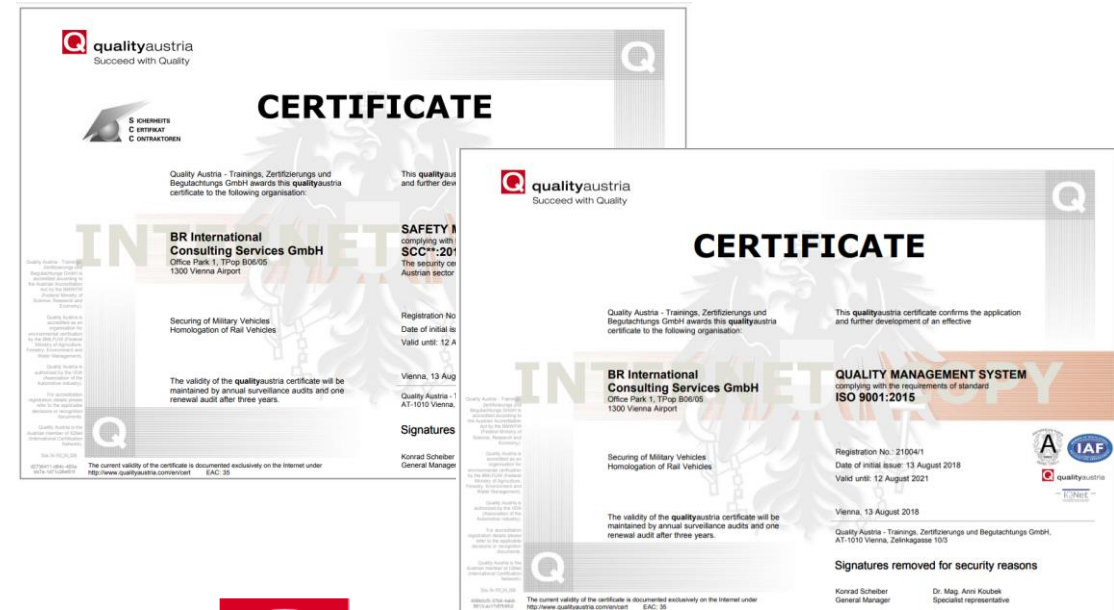 qualityaustria
Succeed with Quality
SICHERHEITS
CERTIFIKAT
CONTRAKTOREN
CERTIFICATE
Quality Austria - Trainings, Zertifizierungs und
Begutachtungs GmbH awards this qualityaustria
certificate to the following organisation:
This qualityaus
and further deve
BR International
Consulting Services GmbH
Office Park 1, TPop B06/05
1300 Vienna Airport
SAFETY M
complying with
SCC**:201
The security cer
Austrian sector
Securing of Military Vehicles
Homologation of Rail Vehicles
Registration No
Date of initial is
Valid until: 12 A
The validity of the qualityaustria certificate will be
maintained by annual surveillance audits and one
renewal audit after three years.
Vienna, 13 Aug
Quality Austria - T
AT-1010 Vienna,
Signatures
Konrad Scheiber
General Manager
The current validity of the certificate is documented exclusively on the Internet under
http://www.qualityaustria.com/en/cert EAC: 35
qualityaustria
Succeed with Quality
CERTIFICATE
Quality Austria - Trainings, Zertifizierungs und
Begutachtungs GmbH awards this qualityaustria
certificate to the following organisation:
This qualityaustria certificate confirms the application
and further development of an effective
INTERNET COPY
BR International
Consulting Services GmbH
Office Park 1, TPop B06/05
1300 Vienna Airport
QUALITY MANAGEMENT SYSTEM
complying with the requirements of standard
ISO 9001:2015
Securing of Military Vehicles
Homologation of Rail Vehicles
Registration No.: 21004/1
Date of initial issue: 13 August 2018
Valid until: 12 August 2021
IAF
qualityaustria
IQNet
The validity of the qualityaustria certificate will be
maintained by annual surveillance audits and one
renewal audit after three years.
Vienna, 13 August 2018
Quality Austria - Trainings, Zertifizierungs und Begutachtungs GmbH,
AT-1010 Vienna, Zelinkagasse 10/3
Signatures removed for security reasons
Konrad Scheiber
General Manager
Dr. Mag. Anni Koubek
Specialist representative
The current validity of the certificate is documented exclusively on the Internet under
http://www.qualityaustria.com/en/cert EAC: 35